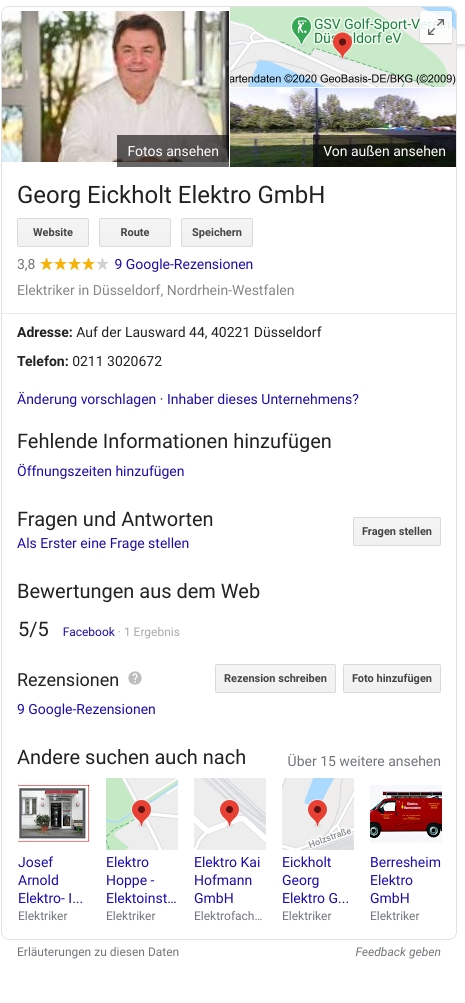 GSV Golf-Sport-V
Düsseldorf eV
artendaten ©2020 GeoBasis-DE/BKG (©2009)
Fotos ansehen
Von außen ansehen
Georg Eickholt Elektro GmbH
Website
Route
Speichern
3,8 9 Google-Rezensionen
Elektriker in Düsseldorf, Nordrhein-Westfalen
Adresse: Auf der Lausward 44, 40221 Düsseldorf
Telefon: 0211 3020672
Änderung vorschlagen · Inhaber dieses Unternehmens?
Fehlende Informationen hinzufügen
Öffnungszeiten hinzufügen
Fragen und Antworten
Fragen stellen
Als Erster eine Frage stellen
Bewertungen aus dem Web
5/5 Facebook · 1 Ergebnis
Rezensionen ?
Rezension schreiben
Foto hinzufügen
9 Google-Rezensionen
Andere suchen auch nach
Über 15 weitere ansehen
Holzstraße
Josef
Arnold
Elektro- I...
Elektriker
Elektro
Hoppe -
Elektoinst...
Elektriker
Elektro Kai
Hofmann
GmbH
Elektrofach...
Eickholt
Georg
Elektro G...
Elektriker
Berresheim
Elektro
GmbH
Elektriker
Erläuterungen zu diesen Daten
Feedback geben